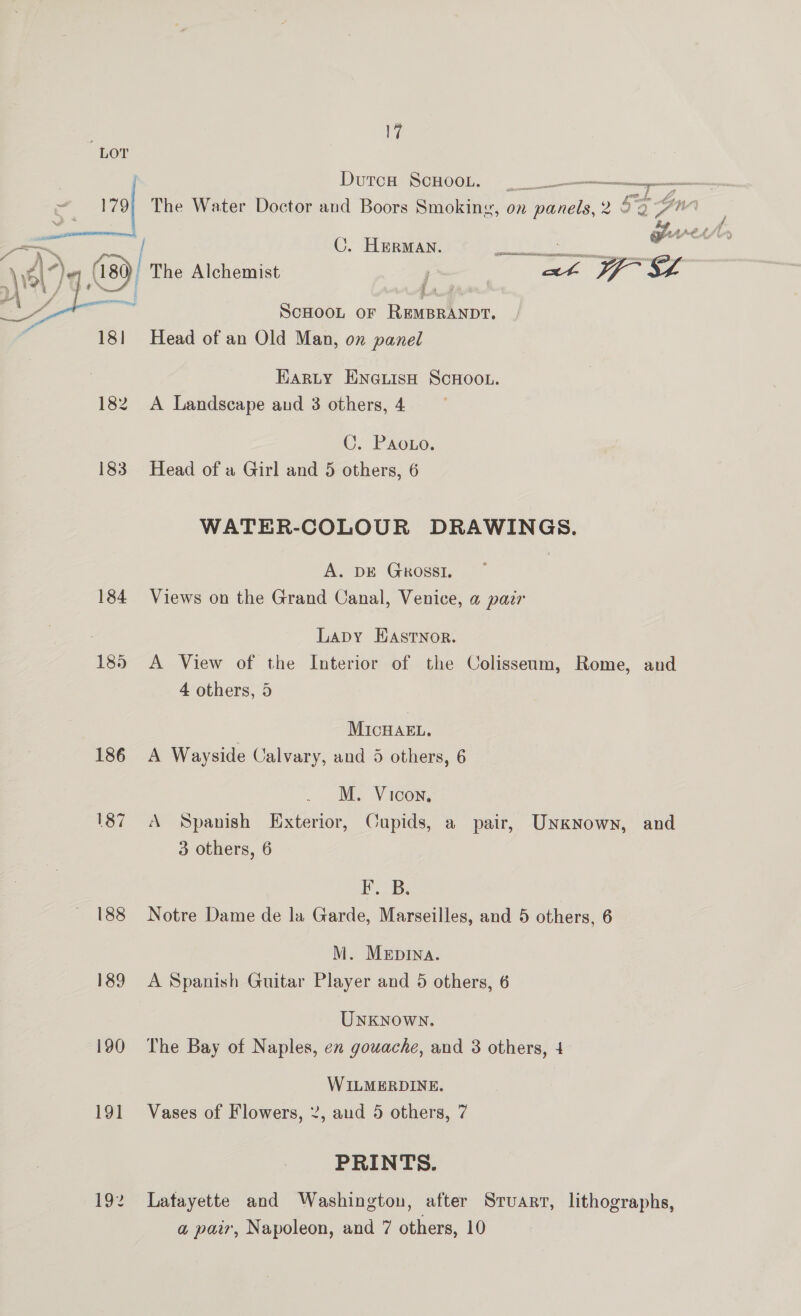 17
LOT
DUTCH SCHOOL.
179 The Water Doctor and Boors Smoking, on panels, 2
C. HERMAN.
180 The Alchemist at
SCHOOL OF REMBRANDT.
181 Head of an Old Man, on panel
EARLY ENGLISH SCHOOL.
182 A Landscape and 3 others, 4
C. PAOLO.
183 Head of a Girl and 5 others, 6
WATER-COLOUR DRAWINGS.
A. DE GROSSI.
184 Views on the Grand Canal, Venice, a pair
LADY EASTNOR.
185 A View of the Interior of the Colisseum, Rome, and
4 others, 5
MICHAEL.
186 A Wayside Calvary, and 5 others, 6
M. VICON.
187 A Spanish Exterior, Cupids, a pair, UNKNOWN, and
3 others, 6
F. B.
188 Notre Dame de la Garde, Marseilles, and 5 others, 6
M. MEDINA.
189 A Spanish Guitar Player and 5 others, 6
UNKNOWN.
190 The Bay of Naples, en gouache, and 3 others, 4
WILMERDINE.
191 Vases of Flowers, 2, and 5 others, 7
PRINTS.
192 Lafayette and Washington, after STUART, lithographs,
a pair, Napoleon, and 7 others, 10